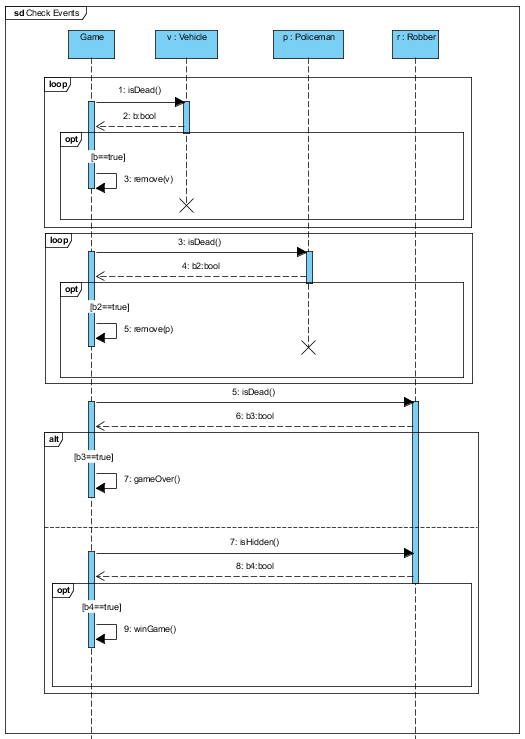 sd Check Events
Game
v : Vehicle
p : Policeman
r : Robber
loop
1: isDead()
2: b:bool
opt
[b==true]
3: remove(v)
loop
3: isDead()
4: b2:bool
opt
[b2==true]
5: remove(p)
5: isDead()
6: b3:bool
alt
[b3==true]
7: gameOver()
7: isHidden()
8: b4:bool
opt
[b4==true]
9: winGame()